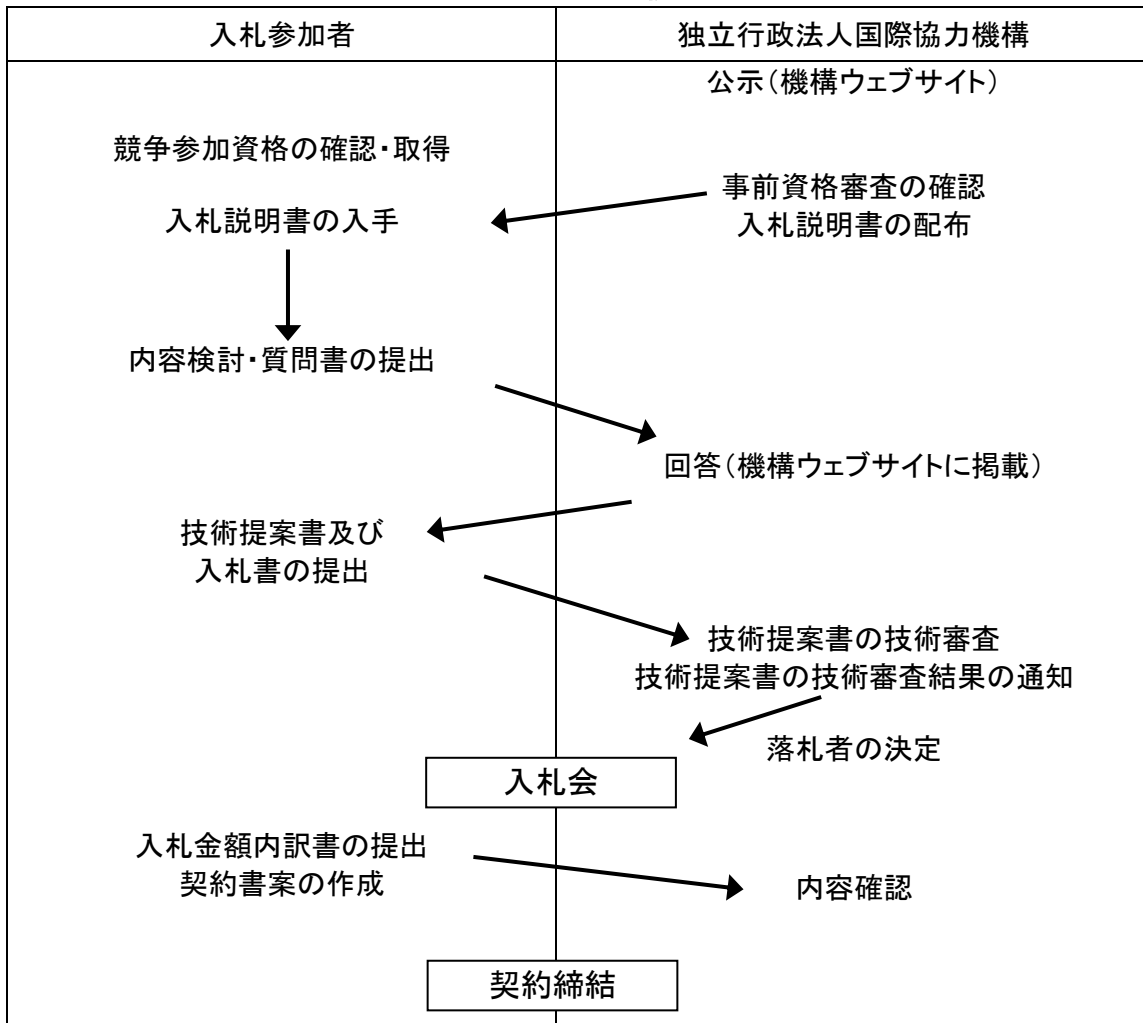 入札参加者
独立行政法人国際協力機構
公示（機構ウェブサイト）
競争参加資格の確認・取得
事前資格審査の確認
入札説明書の配布
入札説明書の入手
内容検討・質問書の提出
回答（機構ウェブサイトに掲載）
技術提案書及び
入札書の提出
技術提案書の技術審査
技術提案書の技術審査結果の通知
落札者の決定
入札会
入札金額内訳書の提出
契約書案の作成
内容確認
契約締結